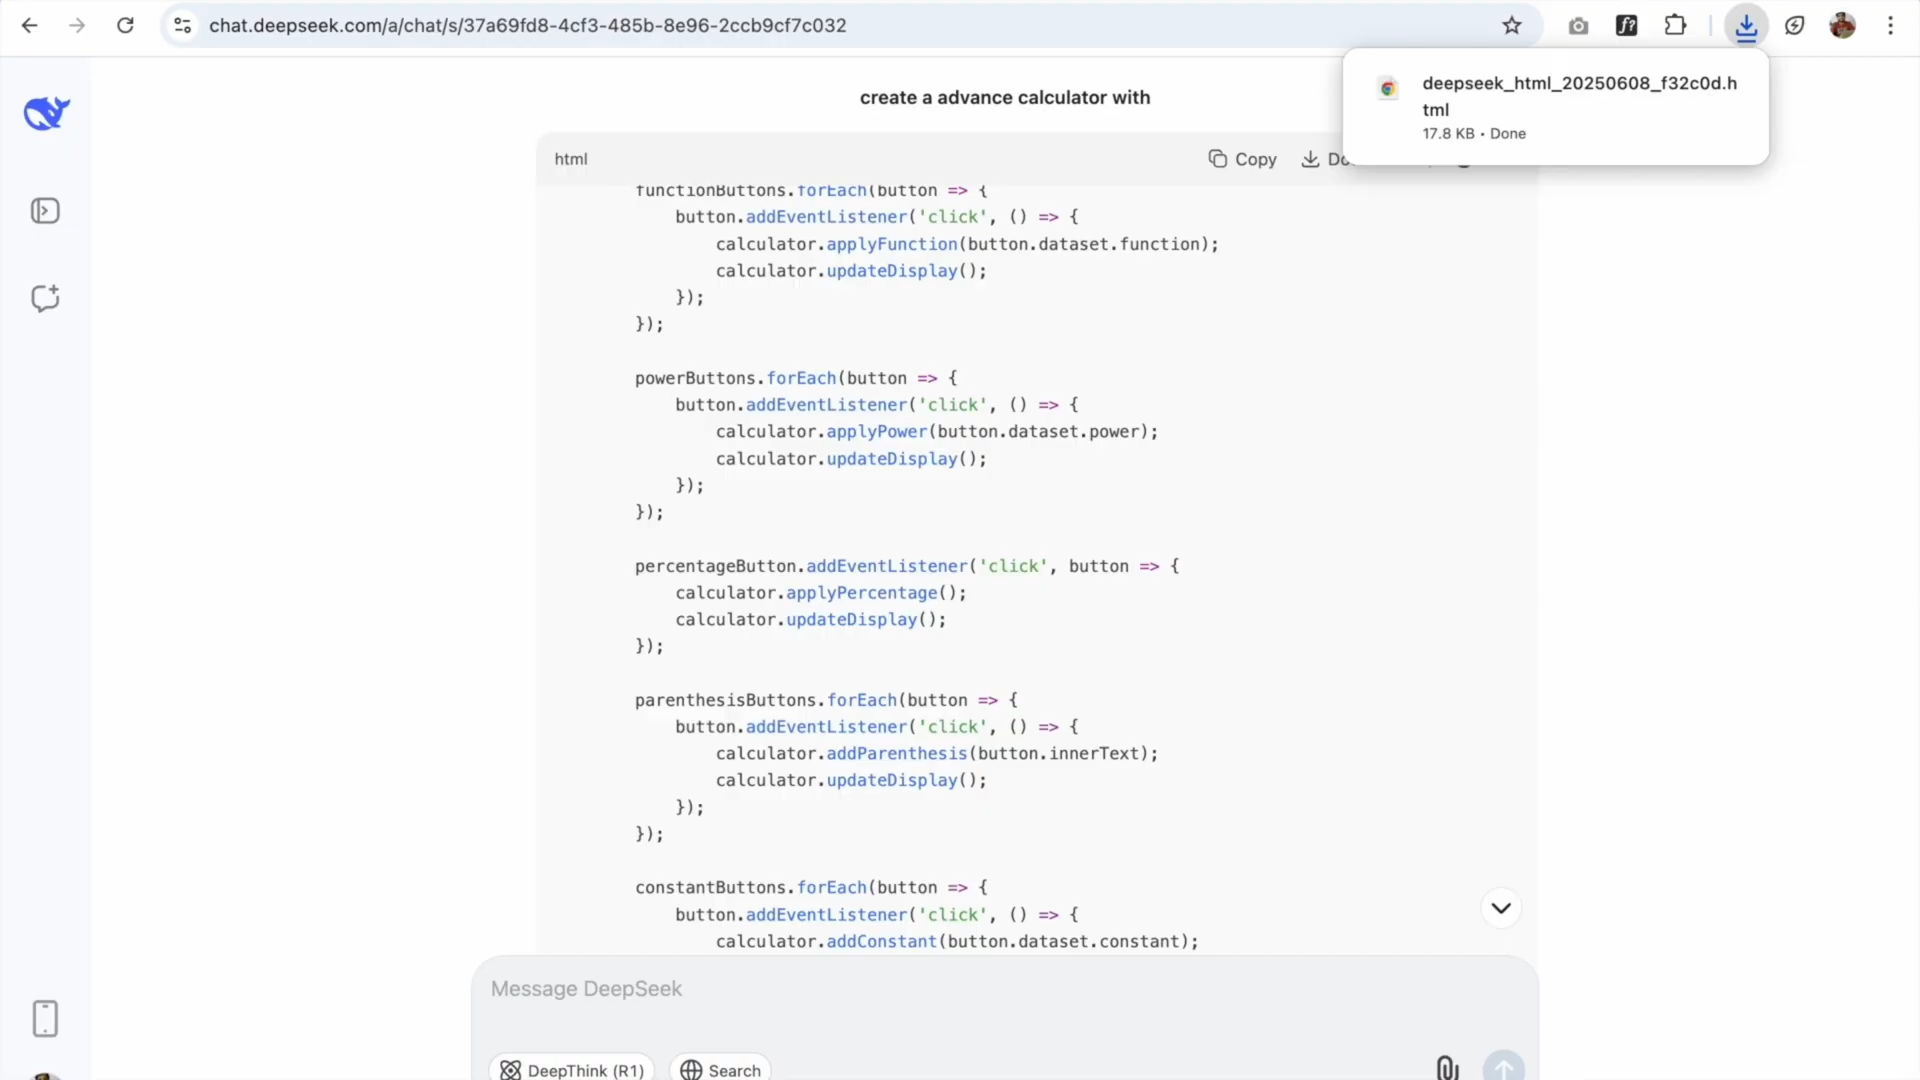 chat.deepseek.com/a/chat/s/37a69fd8-4cf3-485b-8e96-2ccb9cf7c032
f?
deepseek_html_20250608_f32c0d.h
tml
17.8 KB • Done
create a advance calculator with
html
Copy
functionButtons.forEach(button => {
button.addEventListener('click', () => {
calculator.applyFunction(button.dataset.function);
calculator.updateDisplay();
});
});
powerButtons.forEach(button => {
button.addEventListener('click', () => {
calculator.applyPower(button.dataset.power);
calculator.updateDisplay();
});
});
percentageButton.addEventListener('click', button => {
calculator.applyPercentage();
calculator.updateDisplay();
});
parenthesisButtons.forEach(button => {
button.addEventListener('click', () => {
calculator.addParenthesis(button.innerText);
calculator.updateDisplay();
});
});
constantButtons.forEach(button => {
button.addEventListener('click', () => {
calculator.addConstant(button.dataset.constant);
Message DeepSeek
DeepThink (R1)
Search